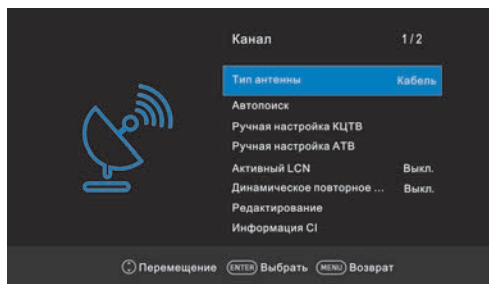 Канал 1/2
Тип антенны Кабель
Автопоиск
Ручная настройка КЦТВ
Ручная настройка АТВ
Активный LCN Выкл.
Динамическое повторное ... Выкл.
Редактирование
Информация CI
Перемещение ENTER Выбрать MENU Возврат